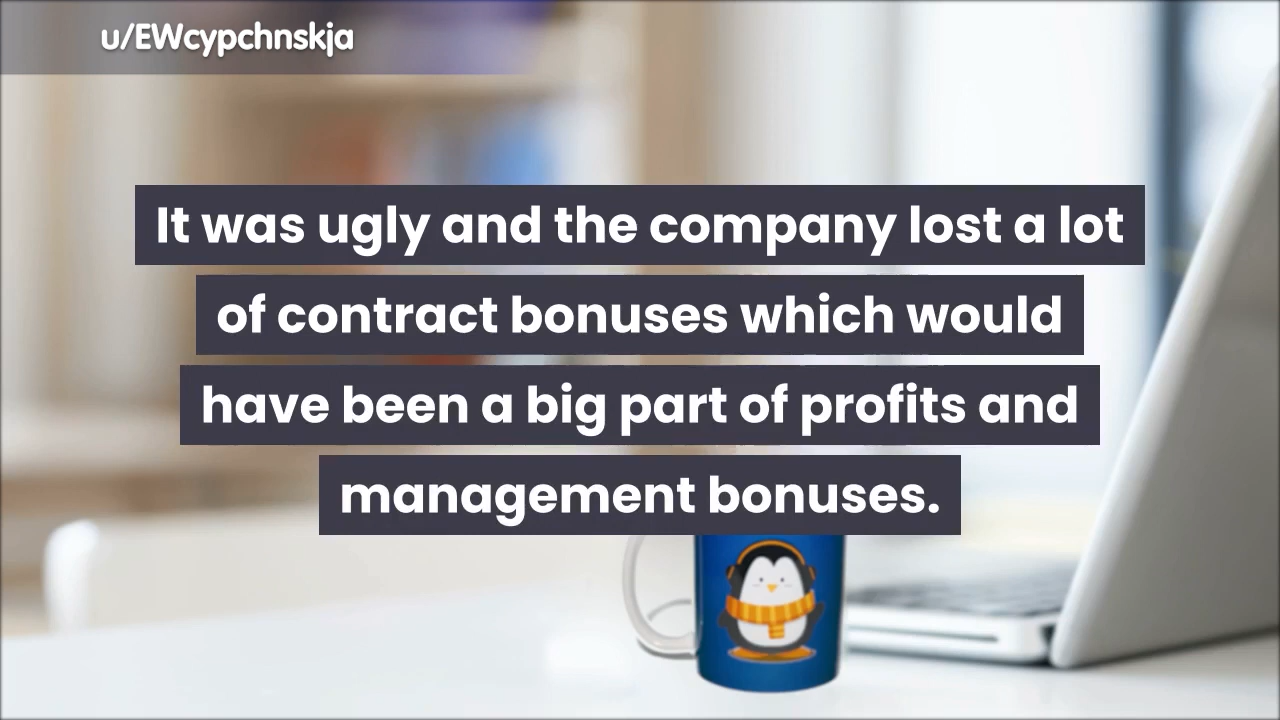 u/EWcypchnskja
It was ugly and the company lost a lot
of contract bonuses which would
have been a big part of profits and
management bonuses.